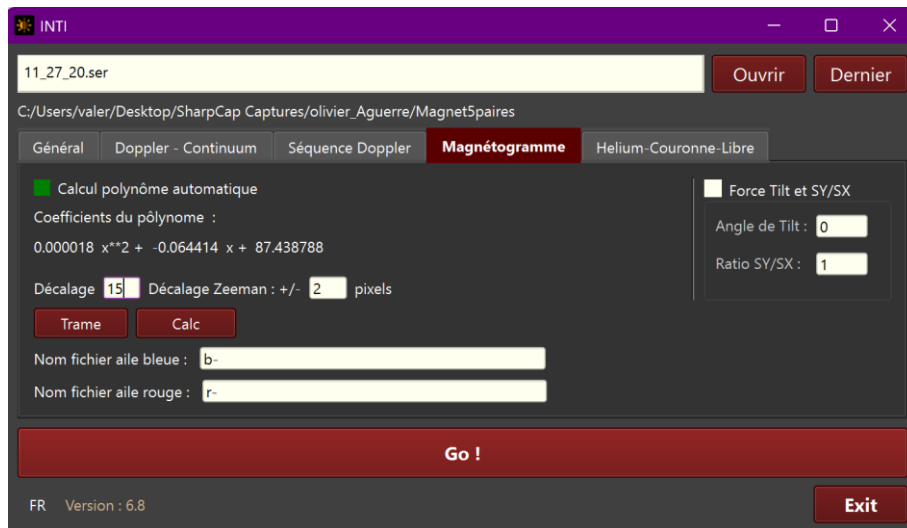 INTI
11_27_20.ser Ouvrir Dernier
C:/Users/valer/Desktop/SharpCap Captures/olivier_Aguerre/Magnet5paires
Général Doppler - Continuum Séquence Doppler Magnétogramme Helium-Couronne-Libre
Calcul polynôme automatique
Coefficients du pôlynome :
0.000018 x**2 + -0.064414 x + 87.438788
Décalage 15 Décalage Zeeman : +/- 2 pixels
Trame Calc
Nom fichier aile bleue : b-
Nom fichier aile rouge : r-
Force Tilt et SY/SX
Angle de Tilt : 0
Ratio SY/SX : 1
Go !
FR Version : 6.8 Exit